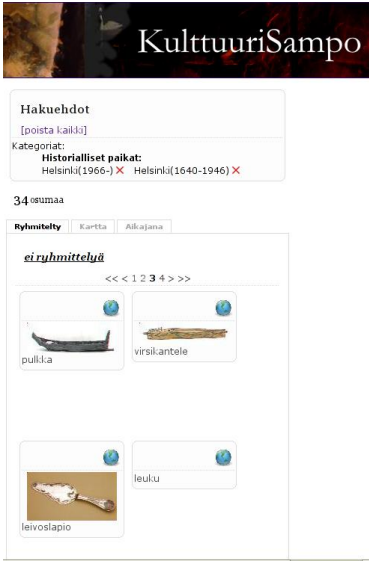 KulttuuriSampo
Hakuehdot
[poista kaikki]
Kategoriat:
Historialliset paikat:
Helsinki(1966-) Helsinki(1640-1946)
34 osumaa
Ryhmitelty Kartta Aikajana
ei ryhmittelyä
<< < 1 2 3 4 > >>
pulkka
virsikantele
leivoslapio
leuku